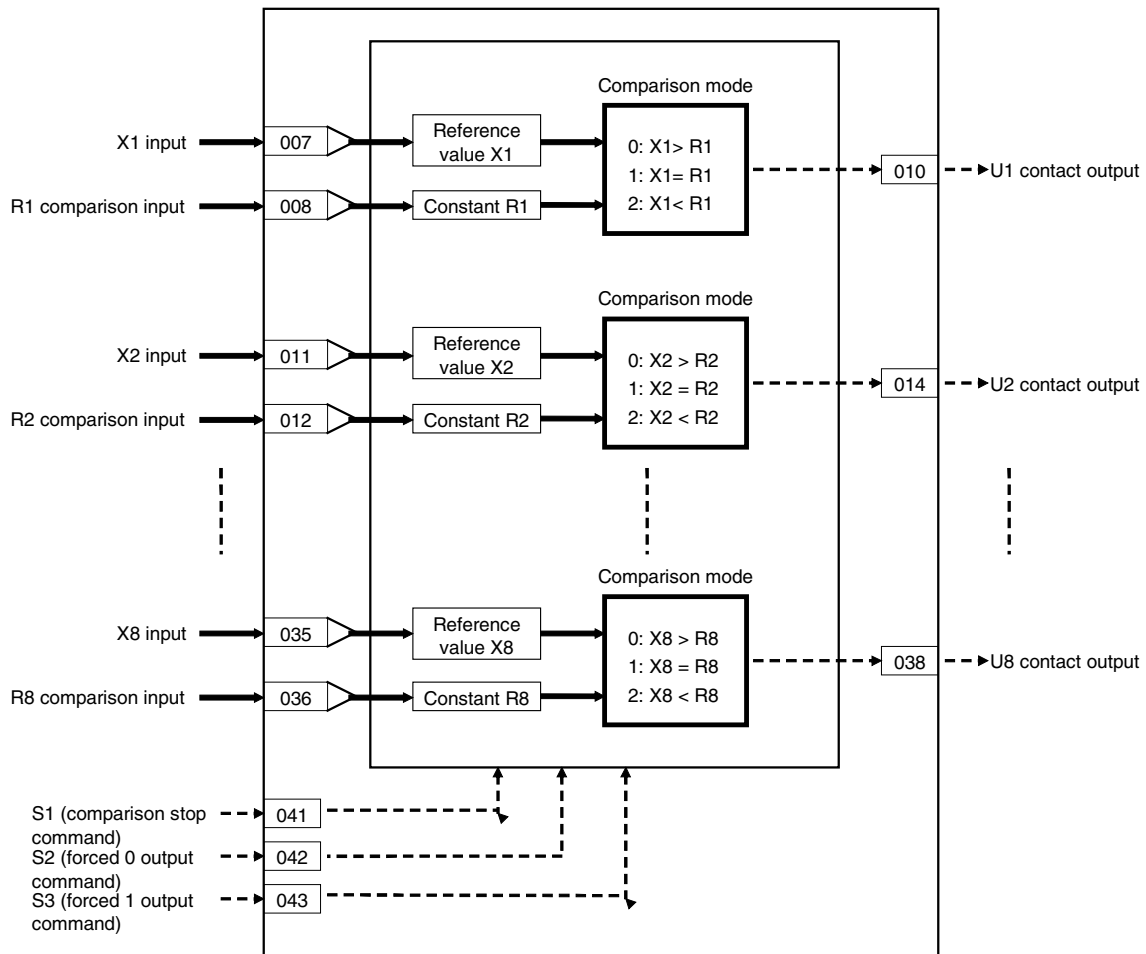 Comparison mode
X1 input
007
Reference
value X1
0: X1> R1
1: X1= R1
2: X1< R1
010
U1 contact output
R1 comparison input
008
Constant R1
Comparison mode
X2 input
011
Reference
value X2
0: X2 > R2
1: X2 = R2
2: X2 < R2
014
U2 contact output
R2 comparison input
012
Constant R2
Comparison mode
X8 input
035
Reference
value X8
0: X8 > R8
1: X8 = R8
2: X8 < R8
038
U8 contact output
R8 comparison input
036
Constant R8
S1 (comparison stop
command)
041
S2 (forced 0 output
command)
042
S3 (forced 1 output
command)
043